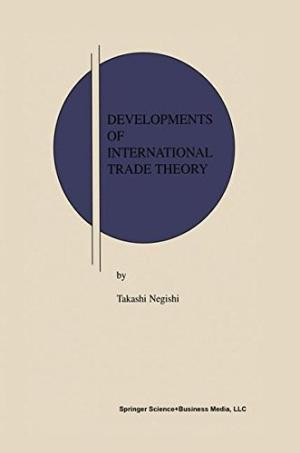 DEVELOPMENTS
OF
INTERNATIONAL
TRADE THEORY
by
Takashi Negishi
Springer Science+Business Media, LLC